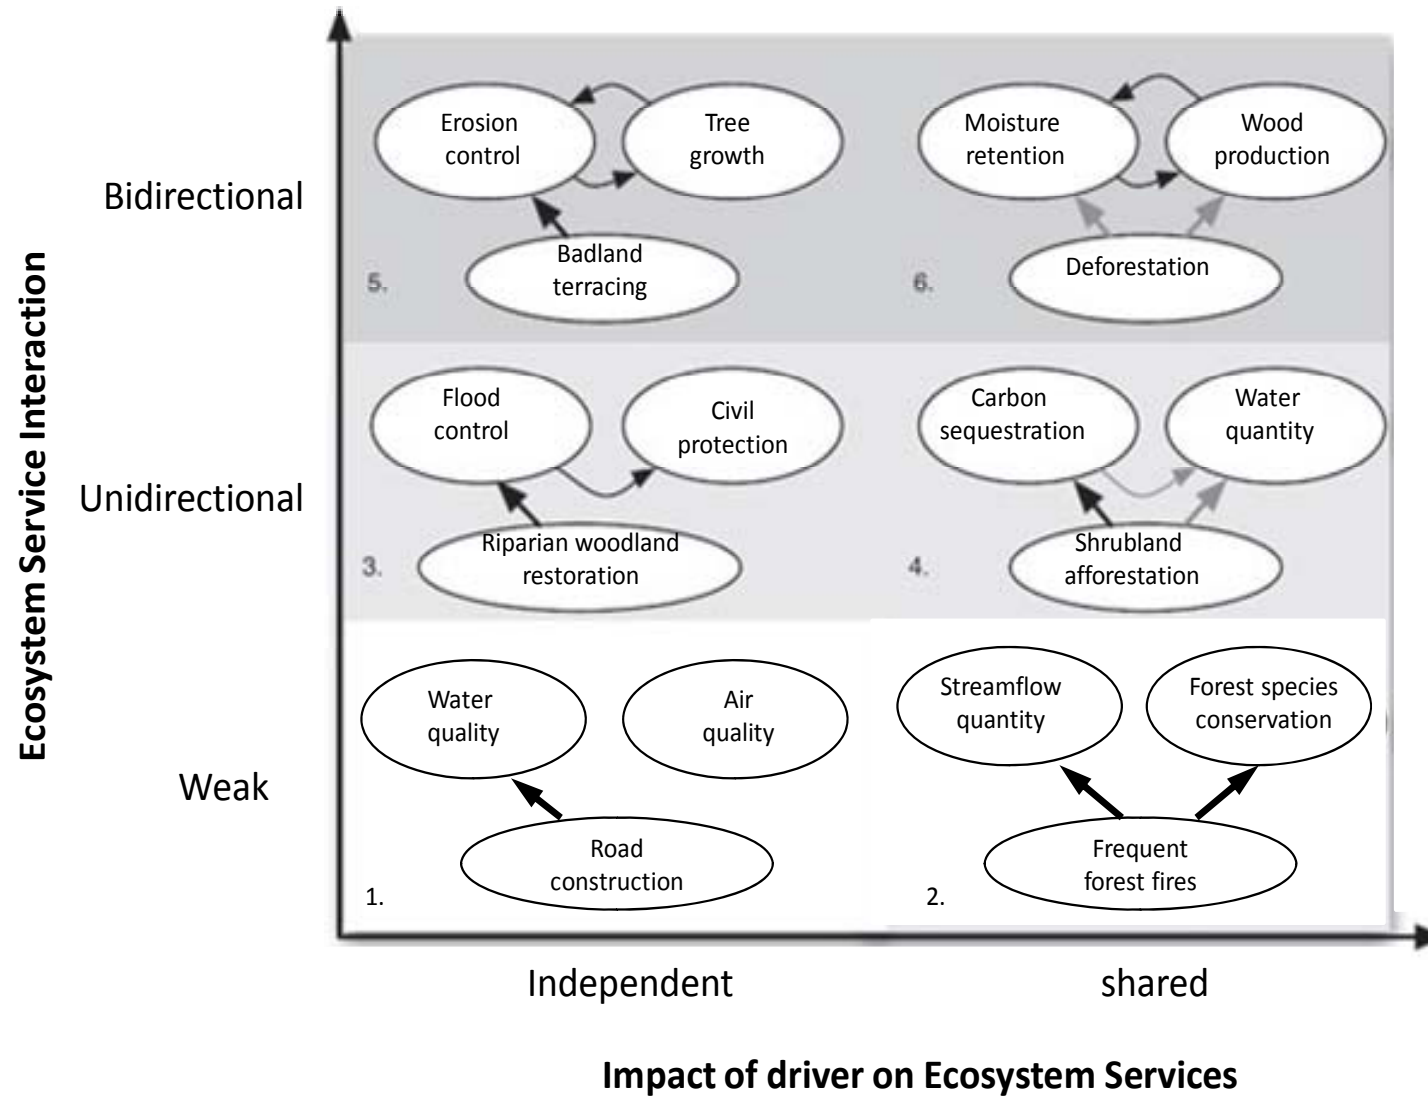 Ecosystem Service Interaction
Bidirectional
Erosion
control
Tree
growth
Badland
terracing
5.
Moisture
retention
Wood
production
Deforestation
6.
Unidirectional
Flood
control
Civil
protection
Riparian woodland
restoration
3.
Carbon
sequestration
Water
quantity
Shrubland
afforestation
4.
Weak
Water
quality
Air
quality
Road
construction
1.
Streamflow
quantity
Forest species
conservation
Frequent
forest fires
2.
Independent
shared
Impact of driver on Ecosystem Services